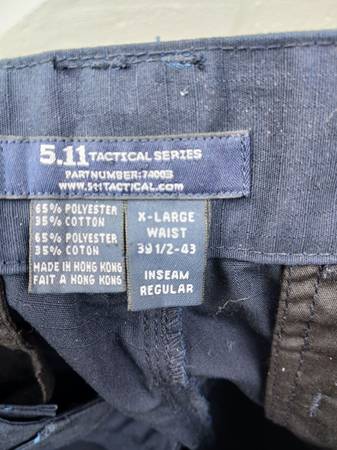 5.11 TACTICAL SERIES
PART NUMBER: 74003
www.511TACTICAL.com
65% POLYESTER
35% COTTON
65% POLYESTER
35% COTON
MADE IN HONG KONG
FAIT A HONG KONG
X-LARGE
WAIST
39 1/2-43
INSEAM
REGULAR